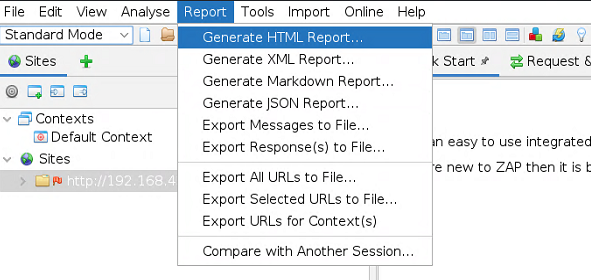 File Edit View Analyse Report Tools Import Online Help
Standard Mode
Generate HTML Report...
Generate XML Report...
Generate Markdown Report...
Generate JSON Report...
Export Messages to File...
Export Response(s) to File...
Export All URLs to File...
Export Selected URLs to File...
Export URLs for Context(s)
Compare with Another Session...
Sites
Start
Request &
Contexts
Default Context
Sites
http://192.168.4
an easy to use integrated
re new to ZAP then it is b